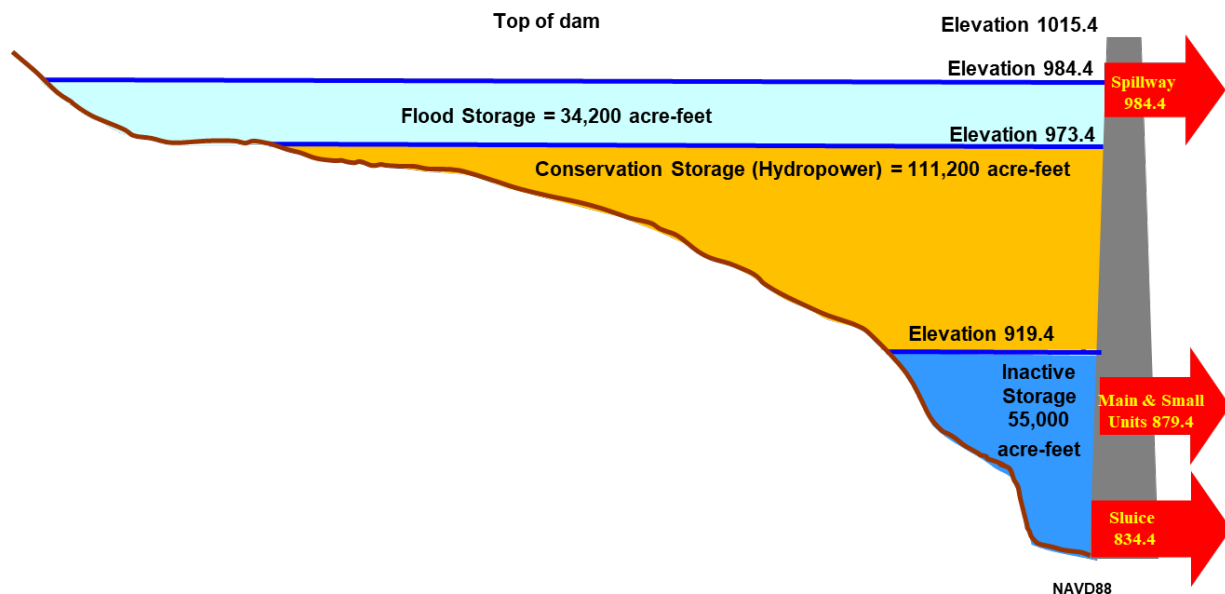 Top of dam
Elevation 1015.4
Elevation 984.4
Spillway
984.4
Flood Storage = 34,200 acre-feet
Elevation 973.4
Conservation Storage (Hydropower) = 111,200 acre-feet
Elevation 919.4
Inactive
Storage
55,000
acre-feet
Main & Small
Units 879.4
Sluice
834.4
NAVD88